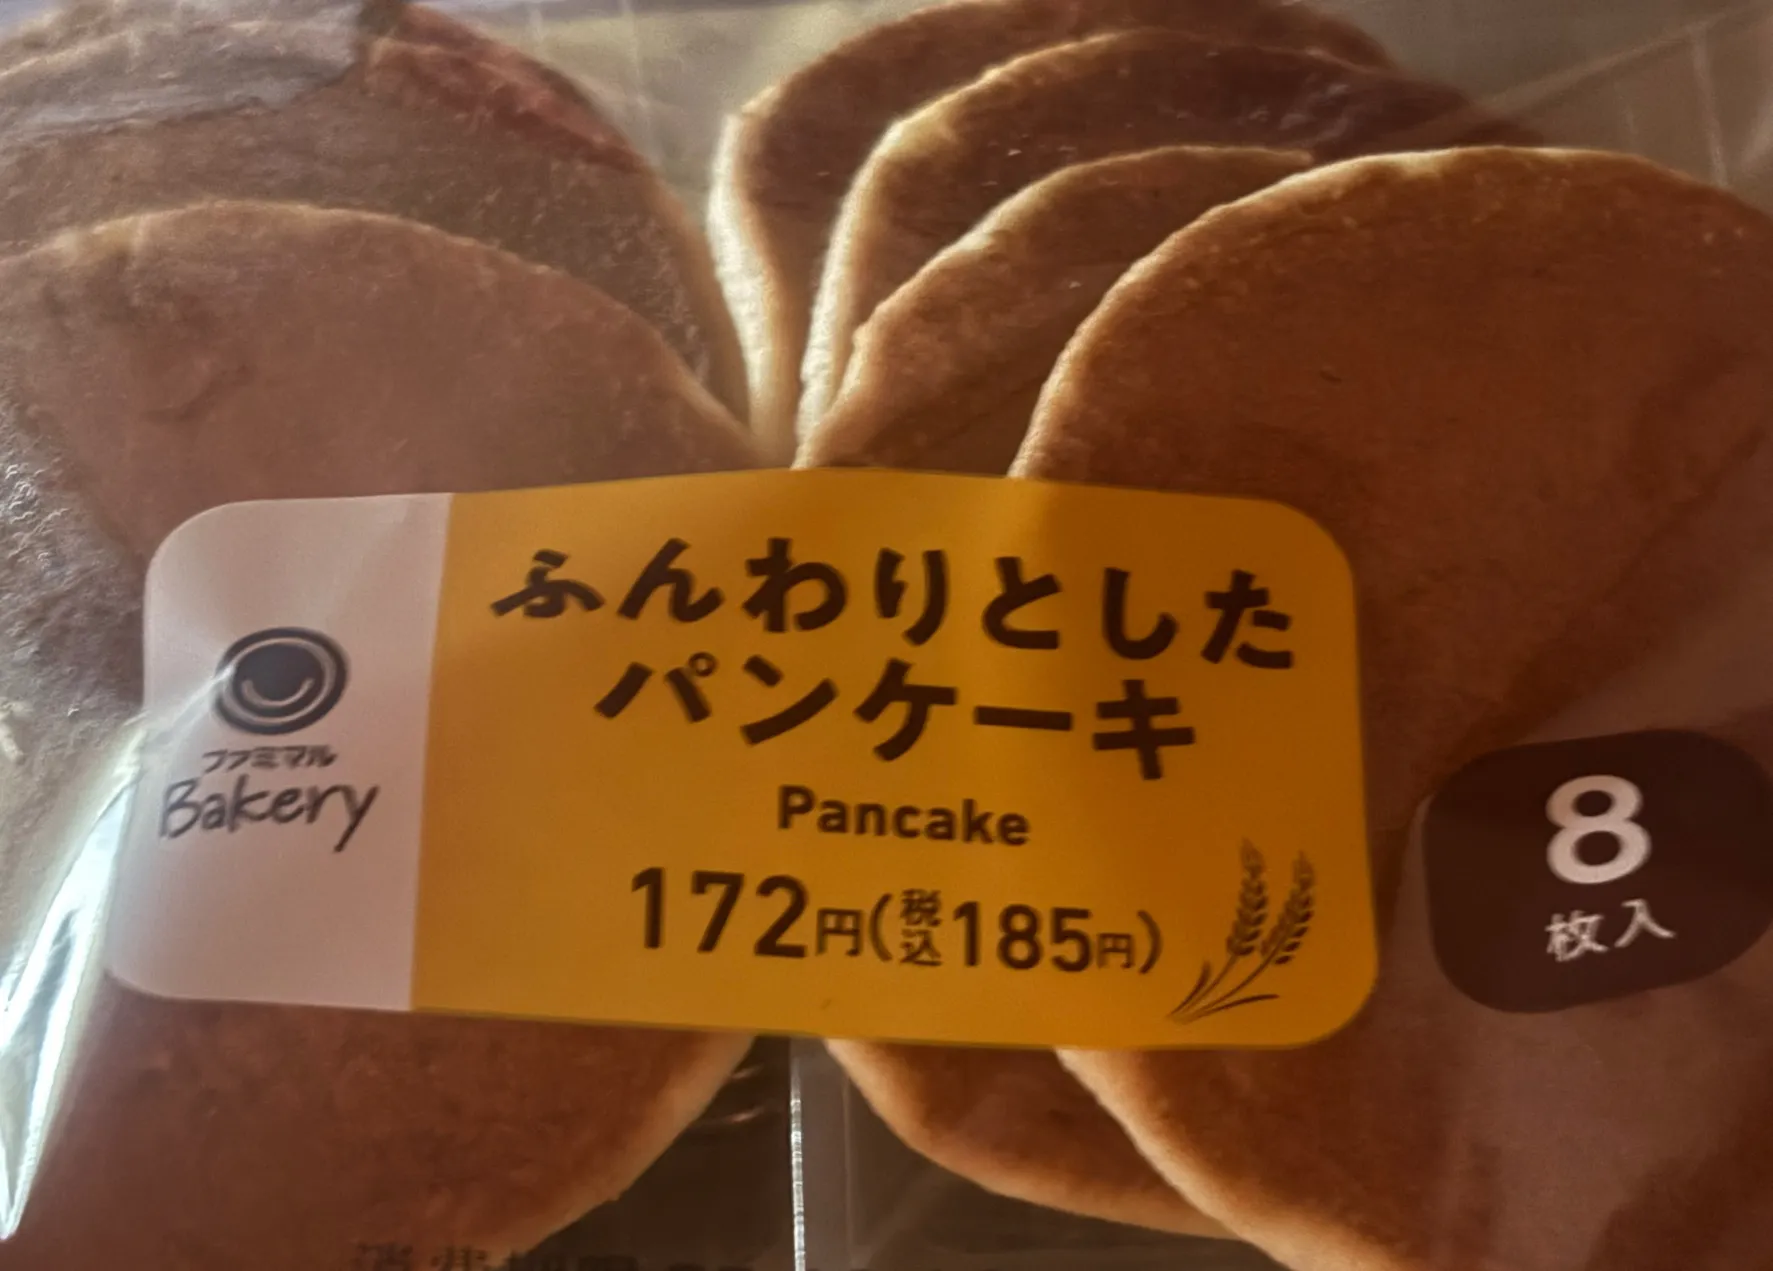 ふんわりとした
パンケーキ
Pancake
172円(税込185円)
ファミマル
Bakery
8
枚入